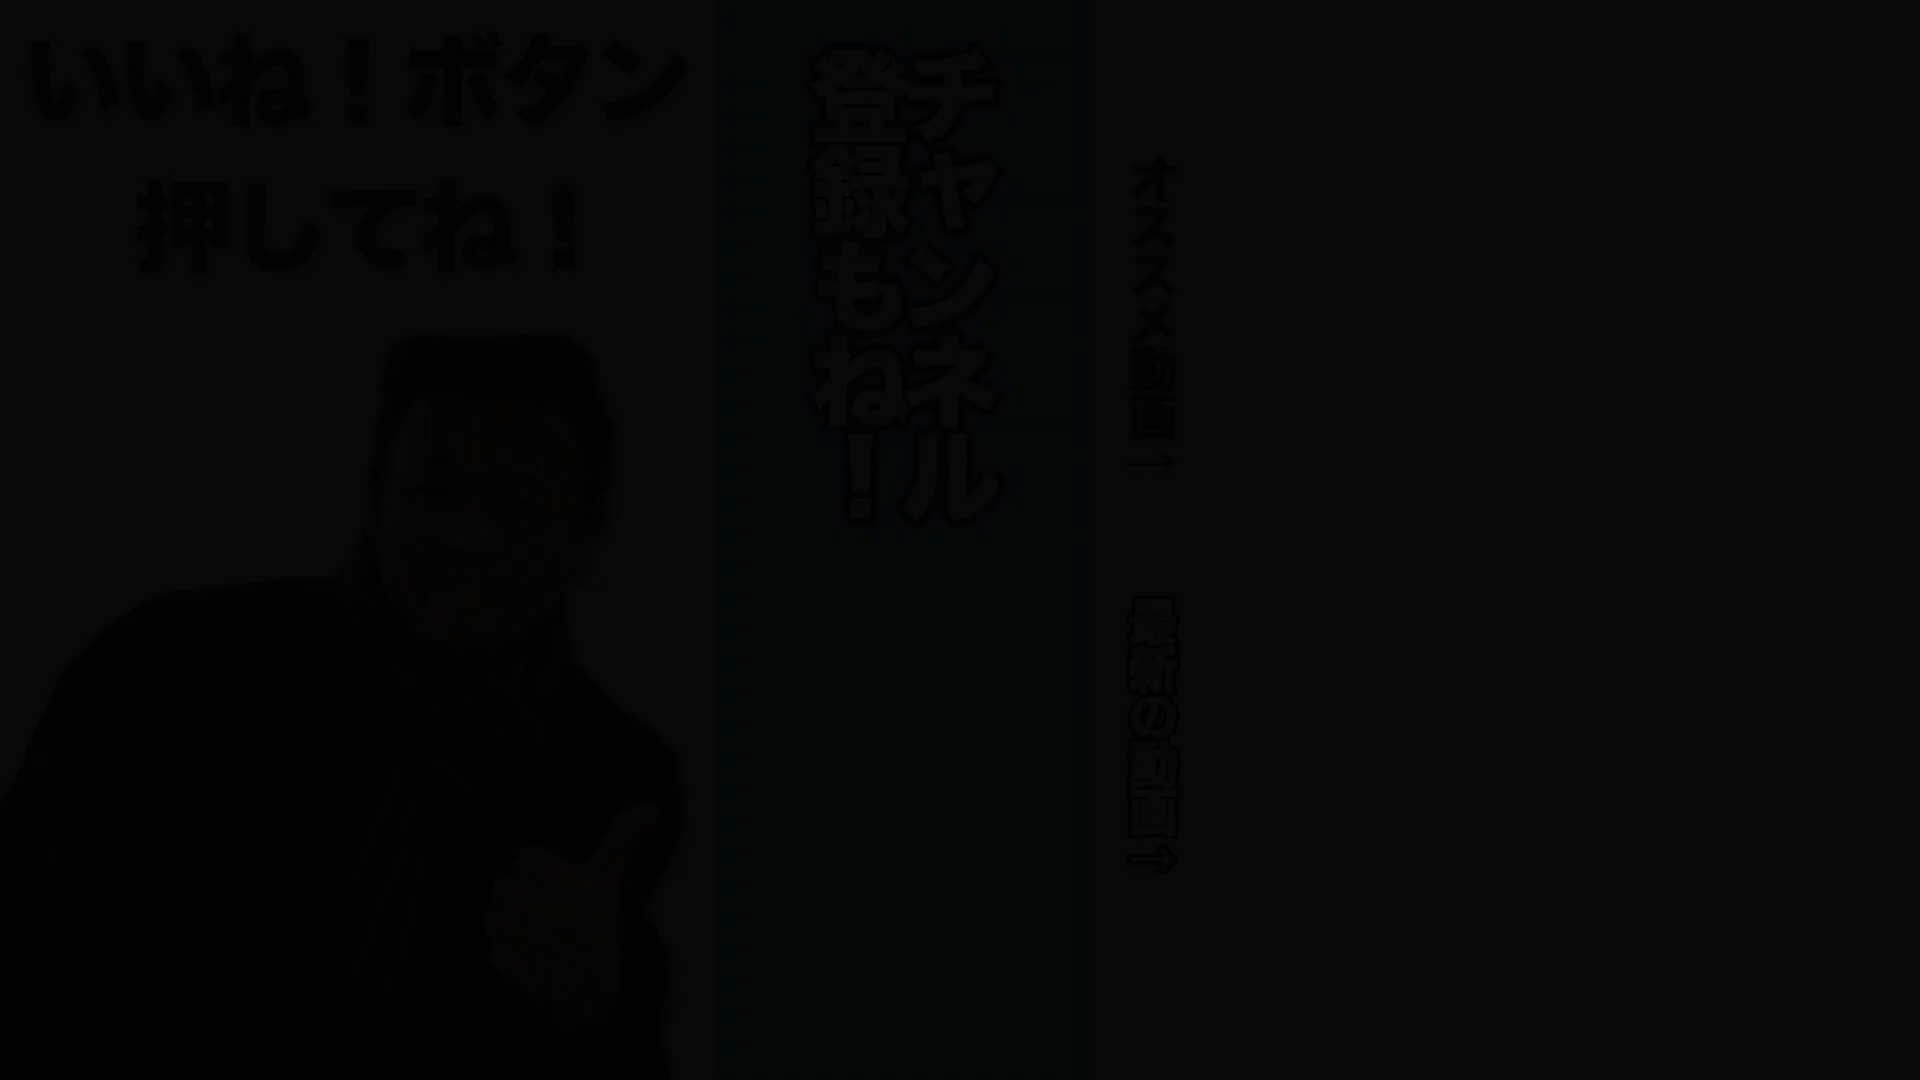 いいね！ボタン
押してね！
チャンネル
登録もね！
オススメ動画→
最新の動画→